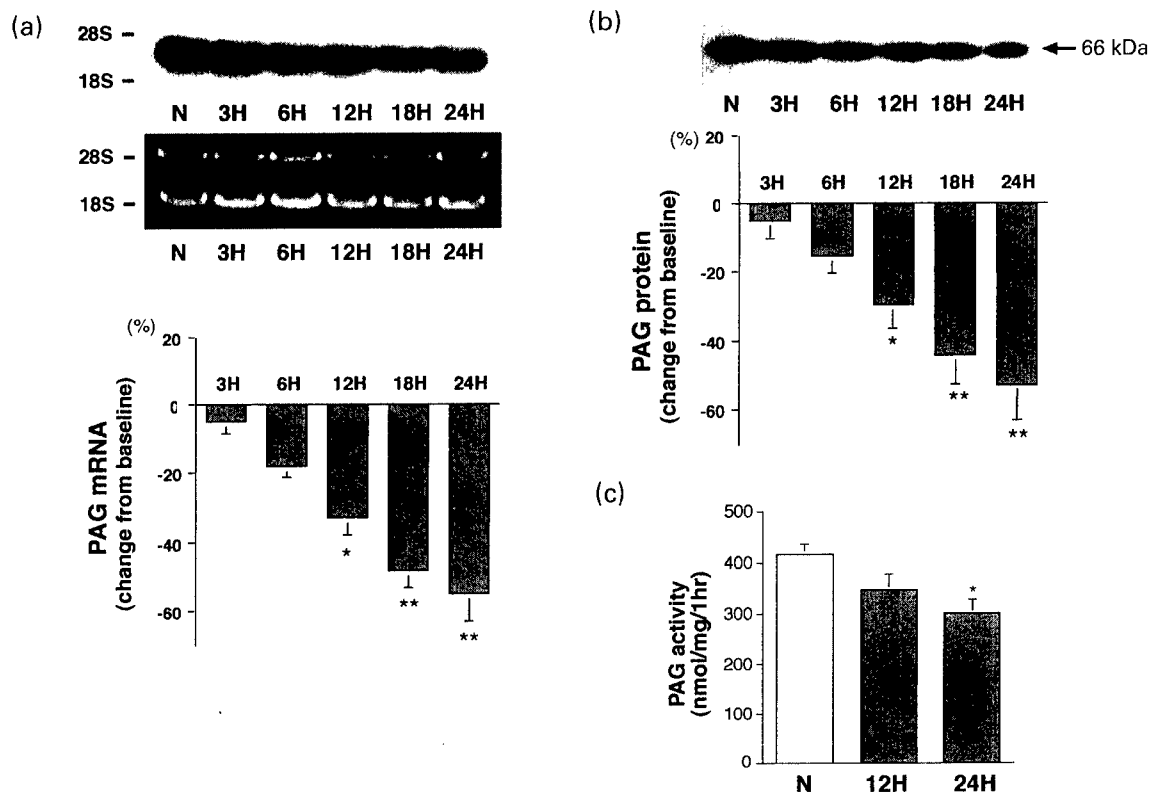 (a)
28S –
18S –
N 3H 6H 12H 18H 24H
28S –
18S –
N 3H 6H 12H 18H 24H
(%)
20
3H 6H 12H 18H 24H
0
-20
-40
-60
*
**
**
PAG mRNA
(change from baseline)
(b)
66 kDa
N 3H 6H 12H 18H 24H
(%)
20
3H 6H 12H 18H 24H
0
-20
-40
-60
*
**
**
PAG protein
(change from baseline)
(c)
500
400
300
200
100
0
*
PAG activity
(nmol/mg/1hr)
N 12H 24H